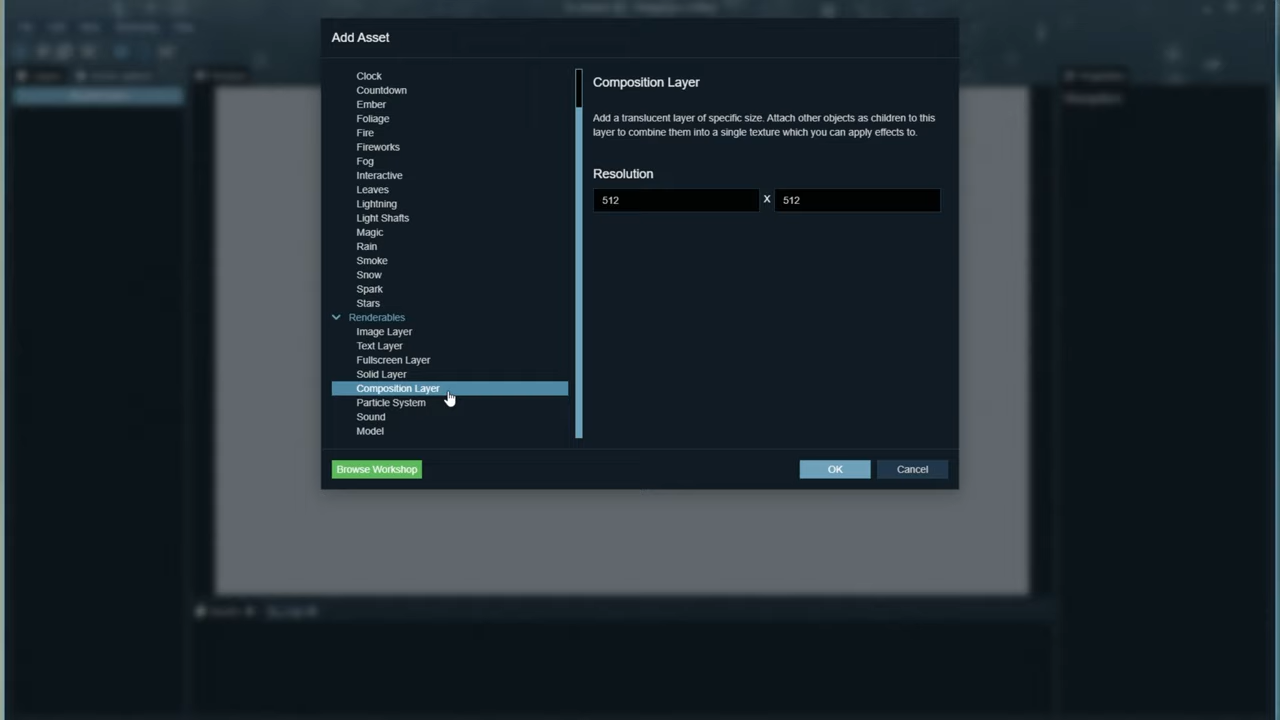 Add Asset
Clock
Countdown
Ember
Foliage
Fire
Fireworks
Fog
Interactive
Leaves
Lightning
Light Shafts
Magic
Rain
Smoke
Snow
Spark
Stars
Renderables
Image Layer
Text Layer
Fullscreen Layer
Solid Layer
Composition Layer
Particle System
Sound
Model
Composition Layer
Add a translucent layer of specific size. Attach other objects as children to this
layer to combine them into a single texture which you can apply effects to.
Resolution
512 X 512
Browse Workshop
OK Cancel